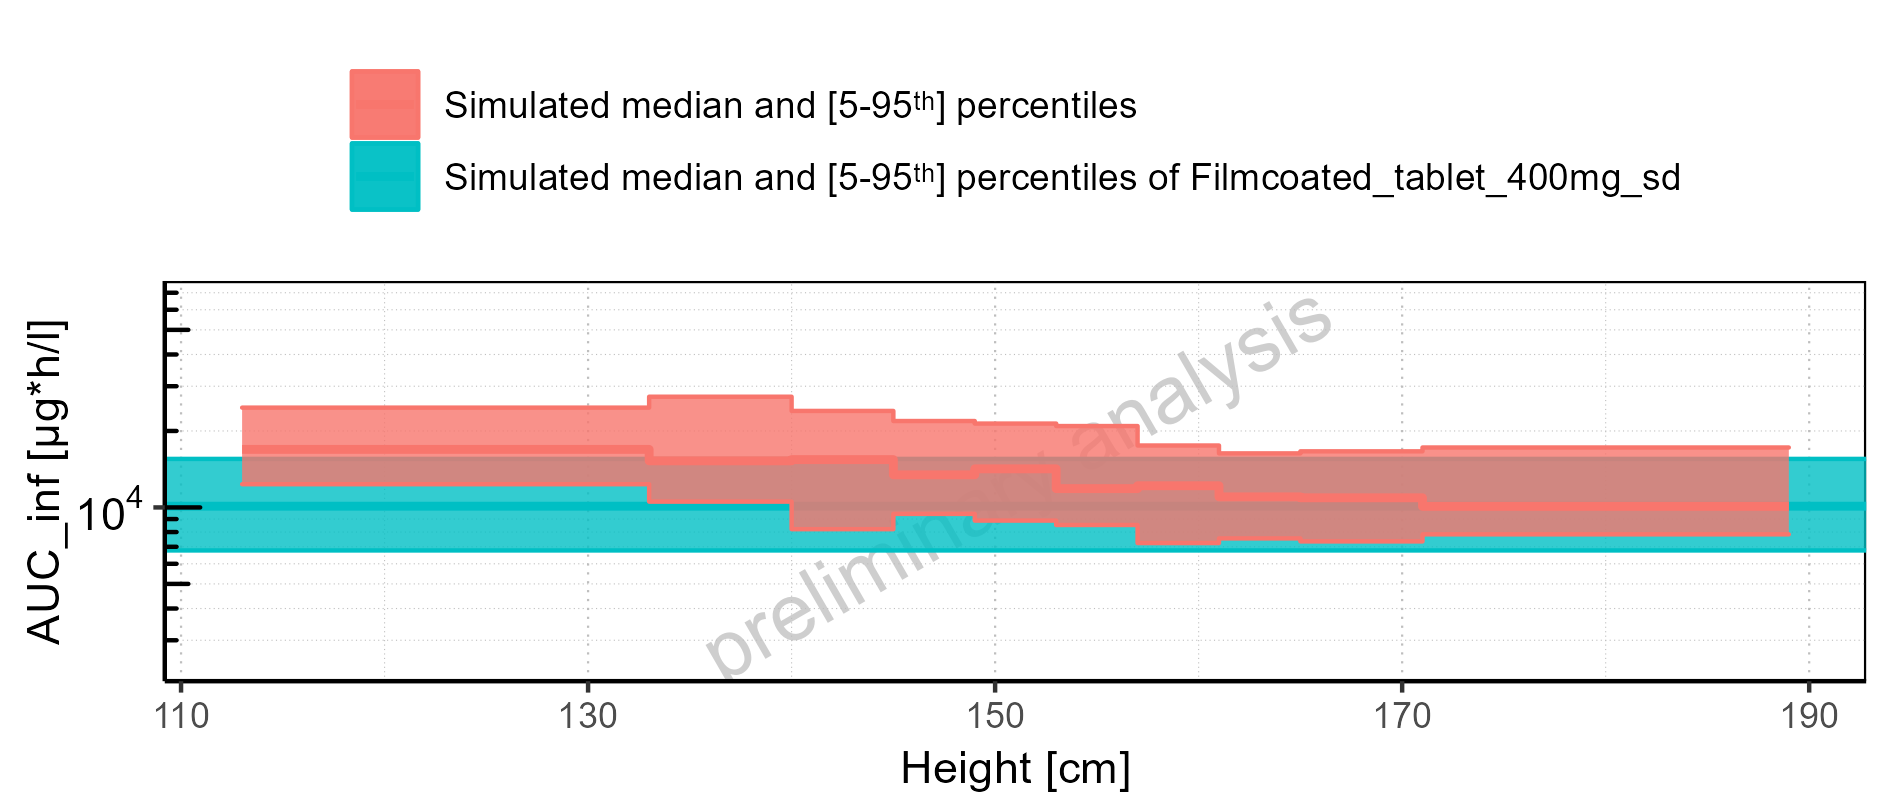 Simulated median and [5-95th] percentiles
Simulated median and [5-95th] percentiles of Filmcoated_tablet_400mg_sd
AUC_inf [µg*h/l]
10^4
preliminary analysis
110 130 150 170 190
Height [cm]